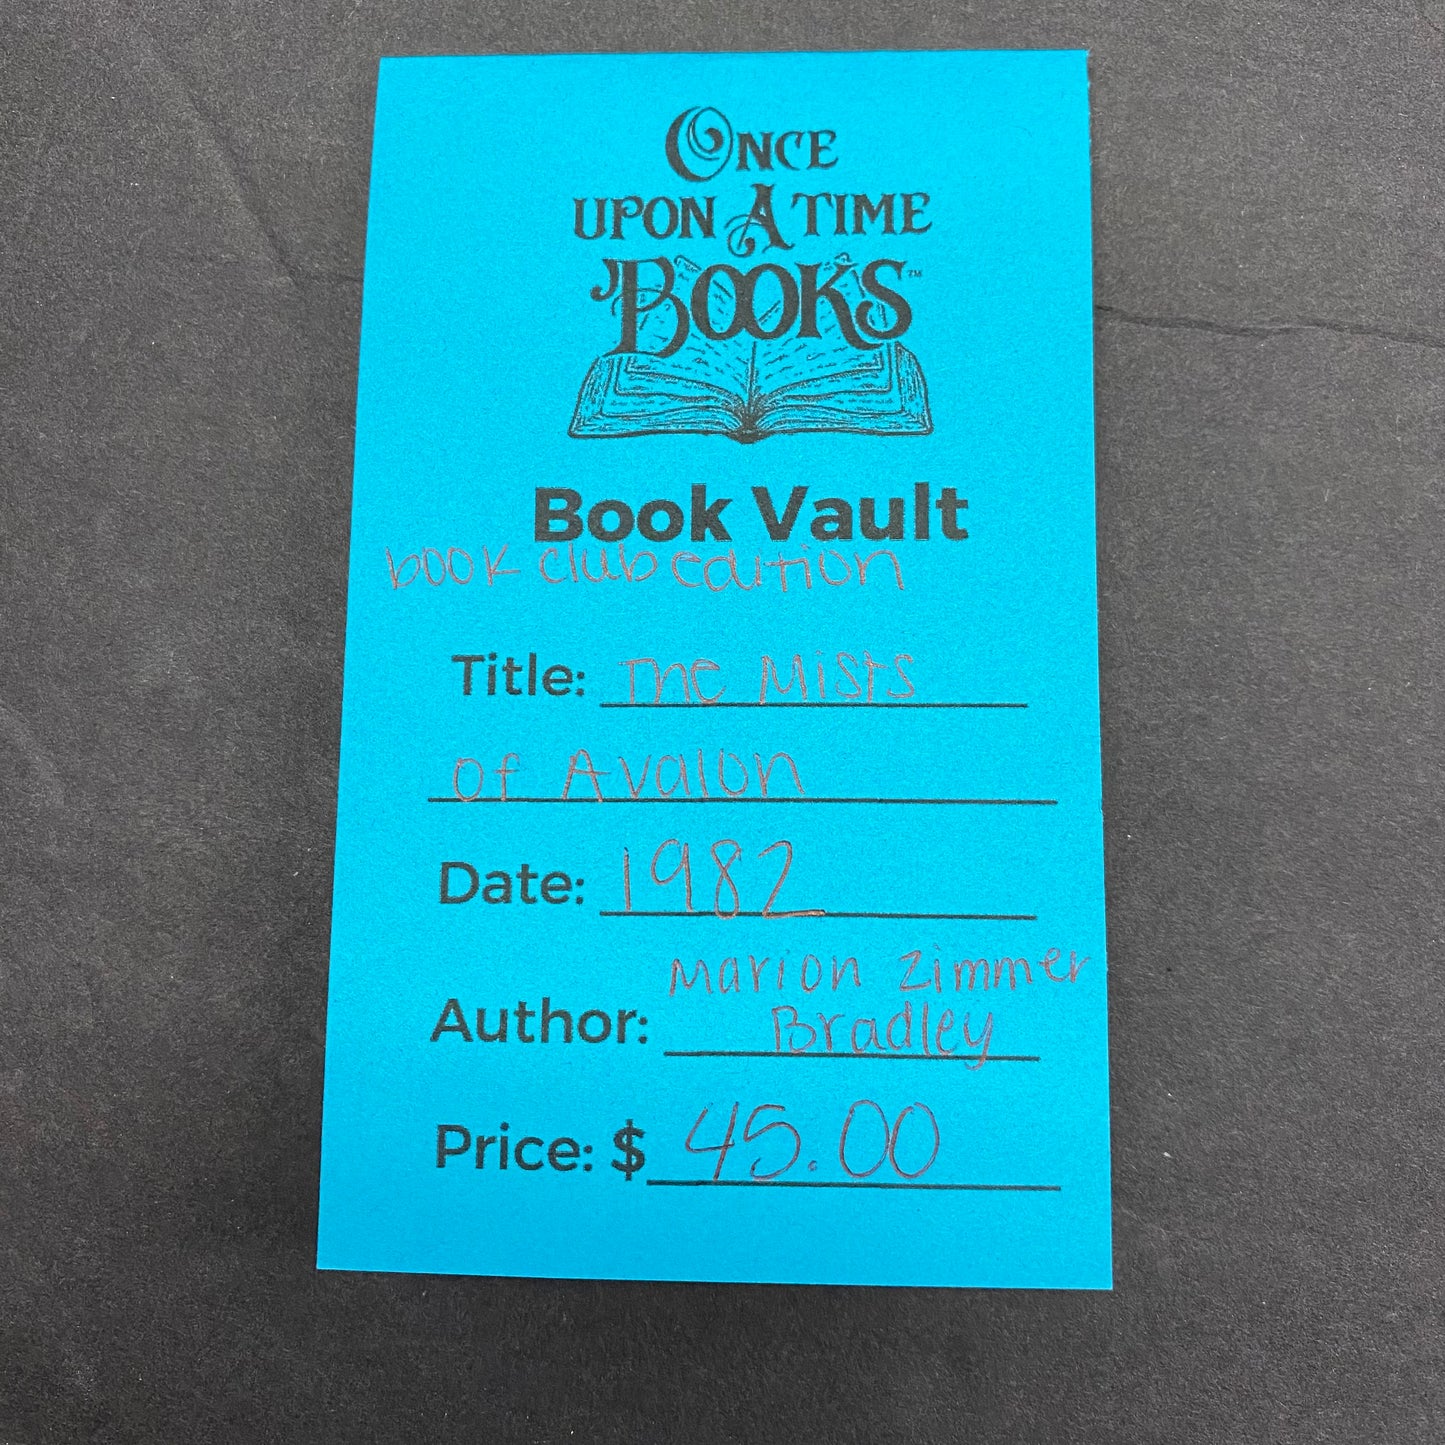 ONCE
UPON A TIME
BOOKS™
Book Vault
book club edition
Title: The Mists
of Avalon
Date: 1982
Marion Zimmer
Author: Bradley
Price: $ 45.00